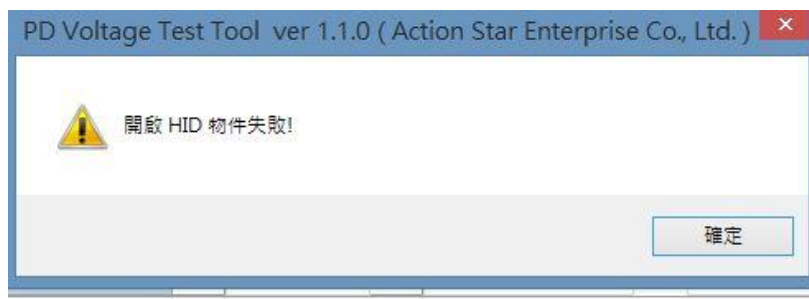 PD Voltage Test Tool ver 1.1.0 ( Action Star Enterprise Co., Ltd. )
開啟 HID 物件失敗!
確定